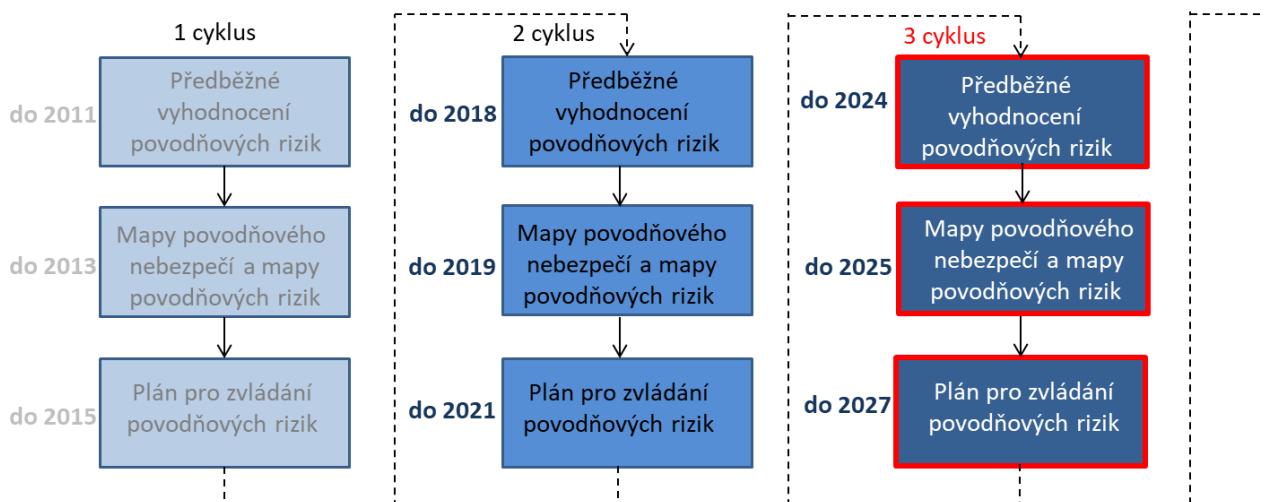 1 cyklus
do 2011
Předběžné
vyhodnocení
povodňových rizik
do 2013
Mapy povodňového
nebezpečí a mapy
povodňových rizik
do 2015
Plán pro zvládání
povodňových rizik
2 cyklus
do 2018
Předběžné
vyhodnocení
povodňových rizik
do 2019
Mapy povodňového
nebezpečí a mapy
povodňových rizik
do 2021
Plán pro zvládání
povodňových rizik
3 cyklus
do 2024
Předběžné
vyhodnocení
povodňových rizik
do 2025
Mapy povodňového
nebezpečí a mapy
povodňových rizik
do 2027
Plán pro zvládání
povodňových rizik